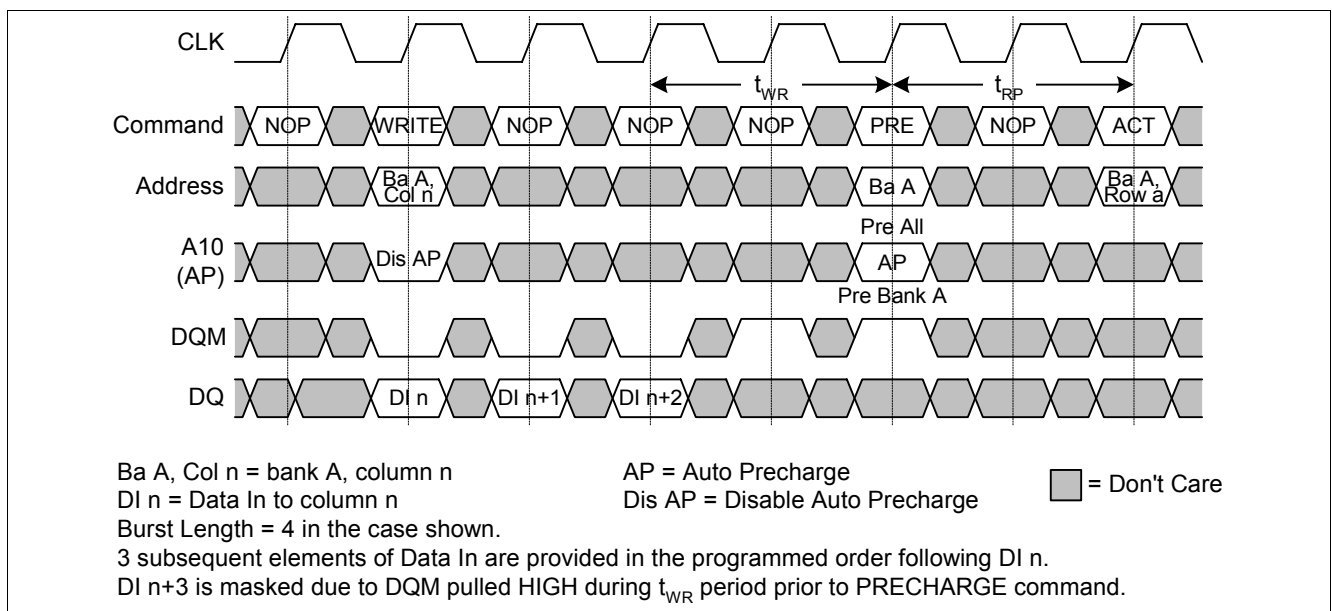 CLK
tWR
tRP
Command NOP WRITE NOP NOP NOP PRE NOP ACT
Address Ba A, Col n Ba A Ba A, Row a
Pre All
A10 (AP) Dis AP AP
Pre Bank A
DQM
DQ DI n DI n+1 DI n+2
Ba A, Col n = bank A, column n
AP = Auto Precharge
DI n = Data In to column n
Dis AP = Disable Auto Precharge
= Don't Care
Burst Length = 4 in the case shown.
3 subsequent elements of Data In are provided in the programmed order following DI n.
DI n+3 is masked due to DQM pulled HIGH during tWR period prior to PRECHARGE command.